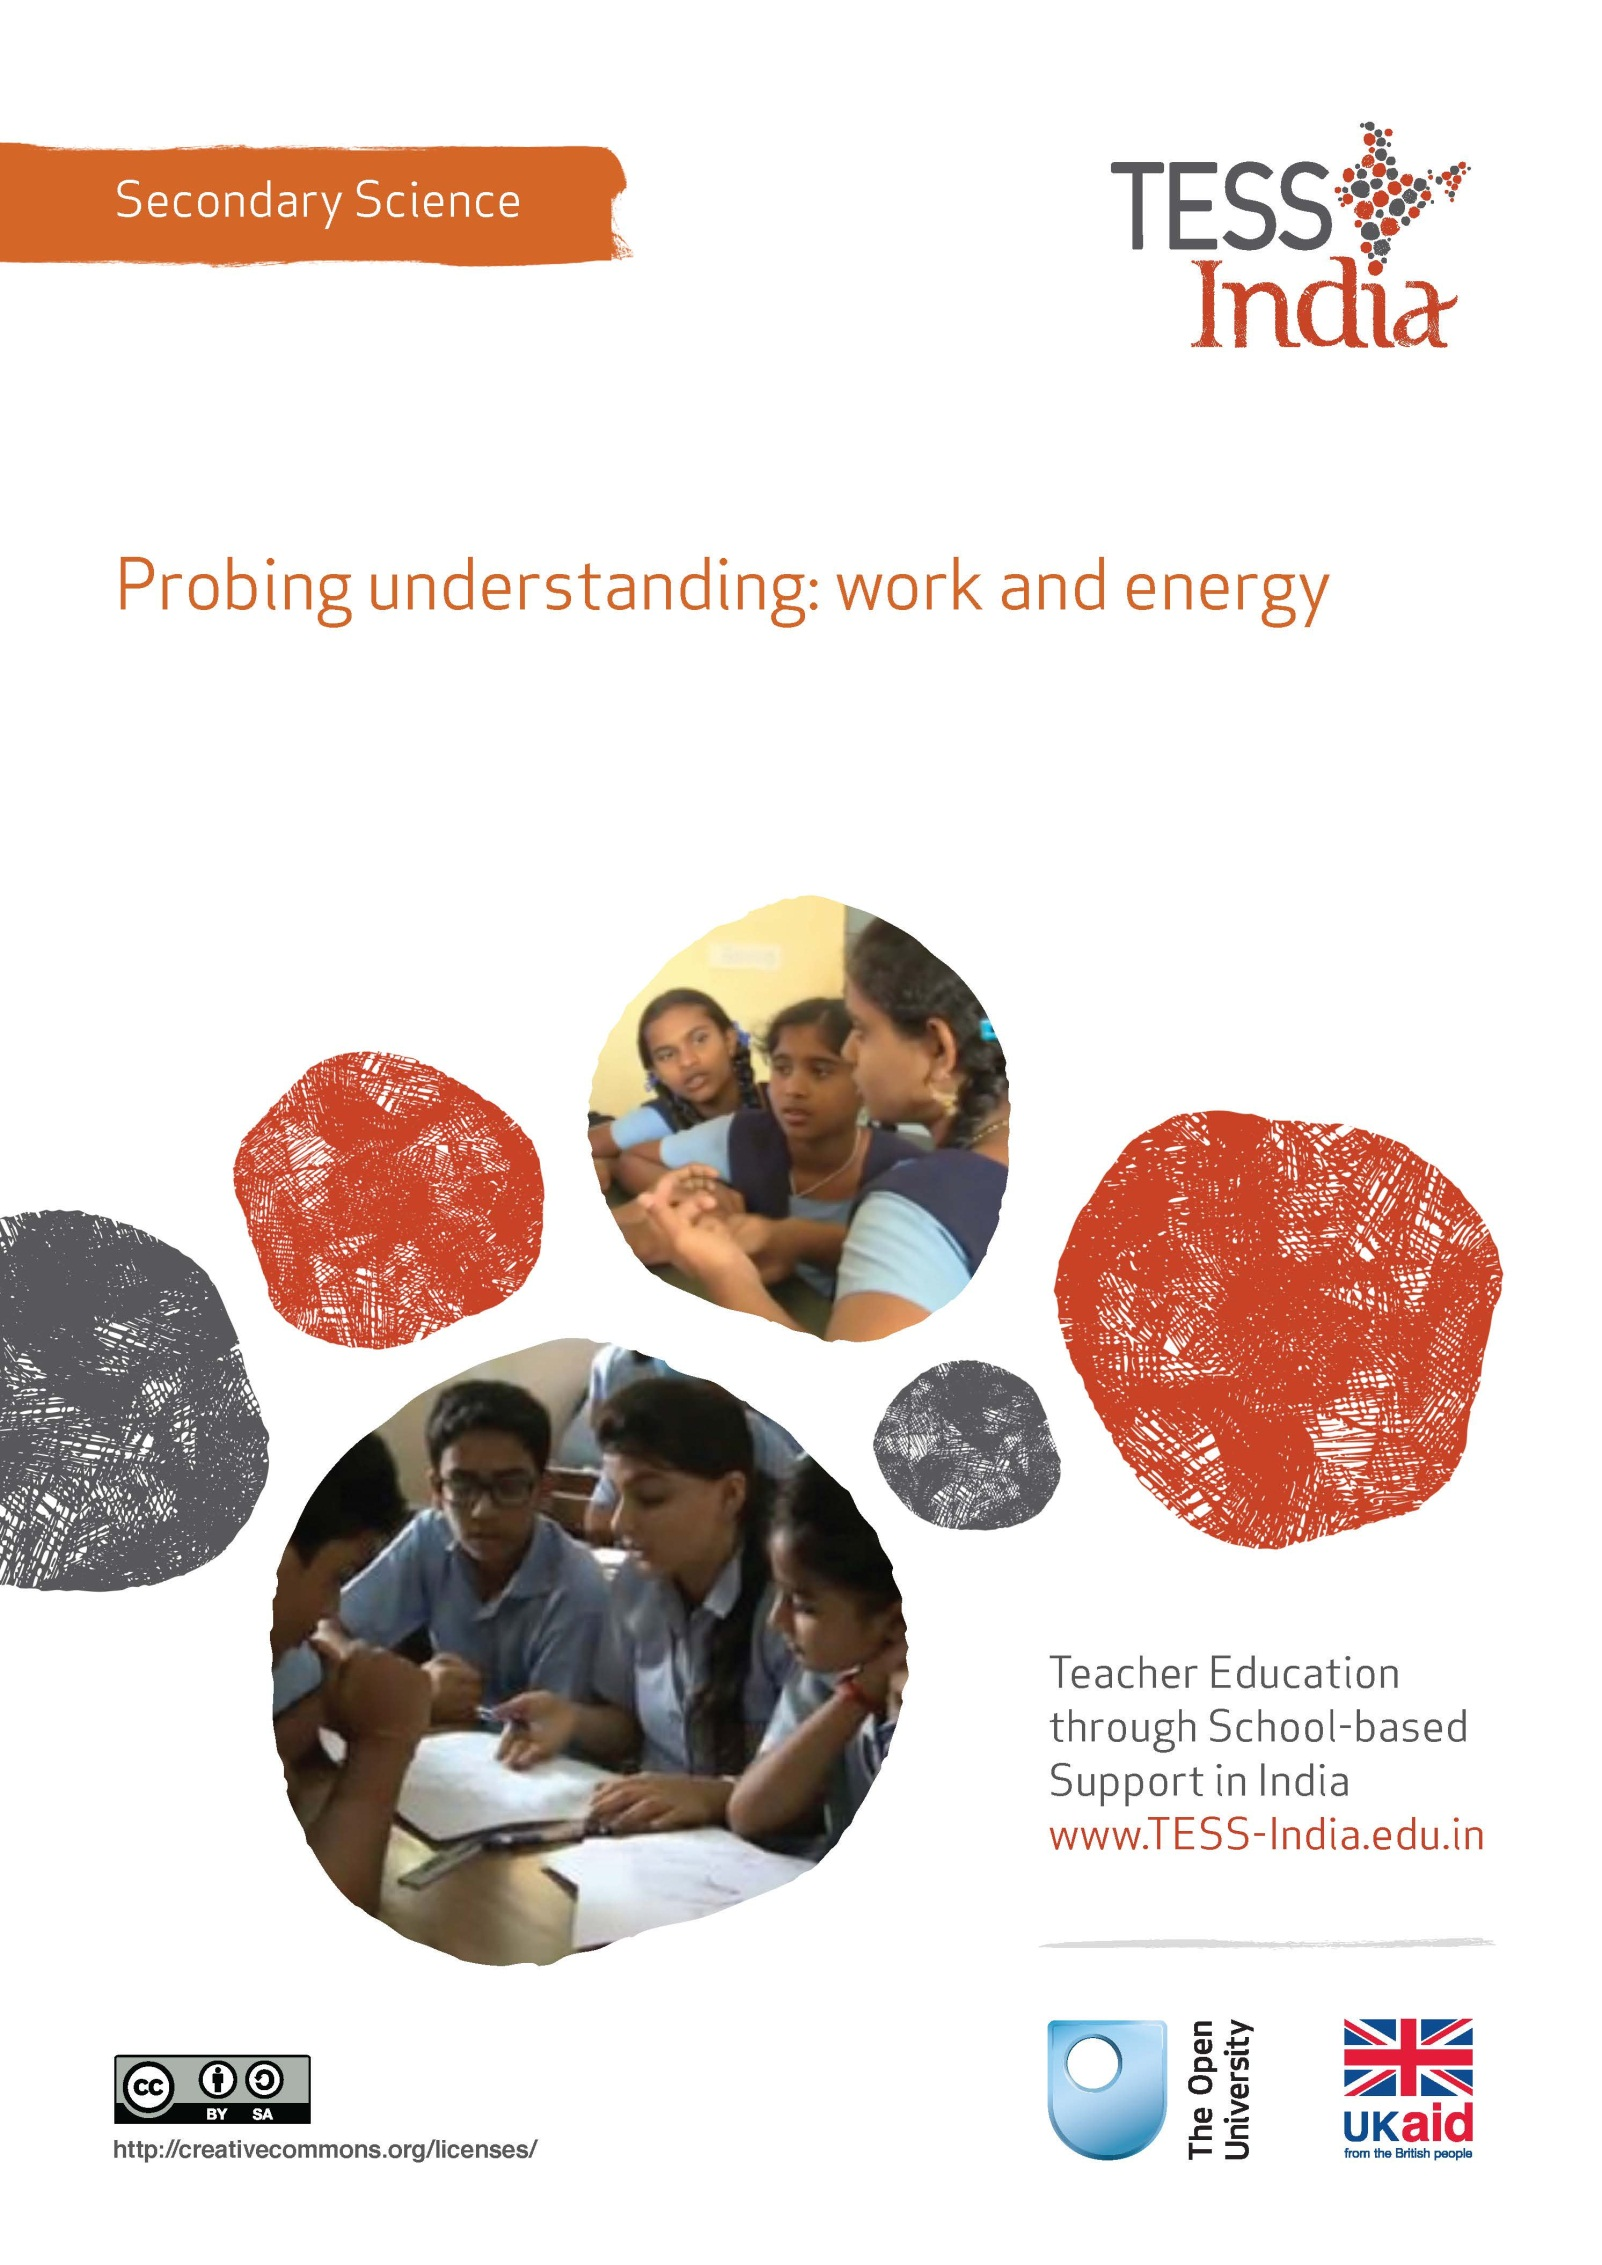 Secondary Science
TESS
India
Probing understanding: work and energy
Teacher Education
through School-based
Support in India
www.TESS-India.edu.in
cc
BY SA
http://creativecommons.org/licenses/
The Open
University
UKaid
from the British people